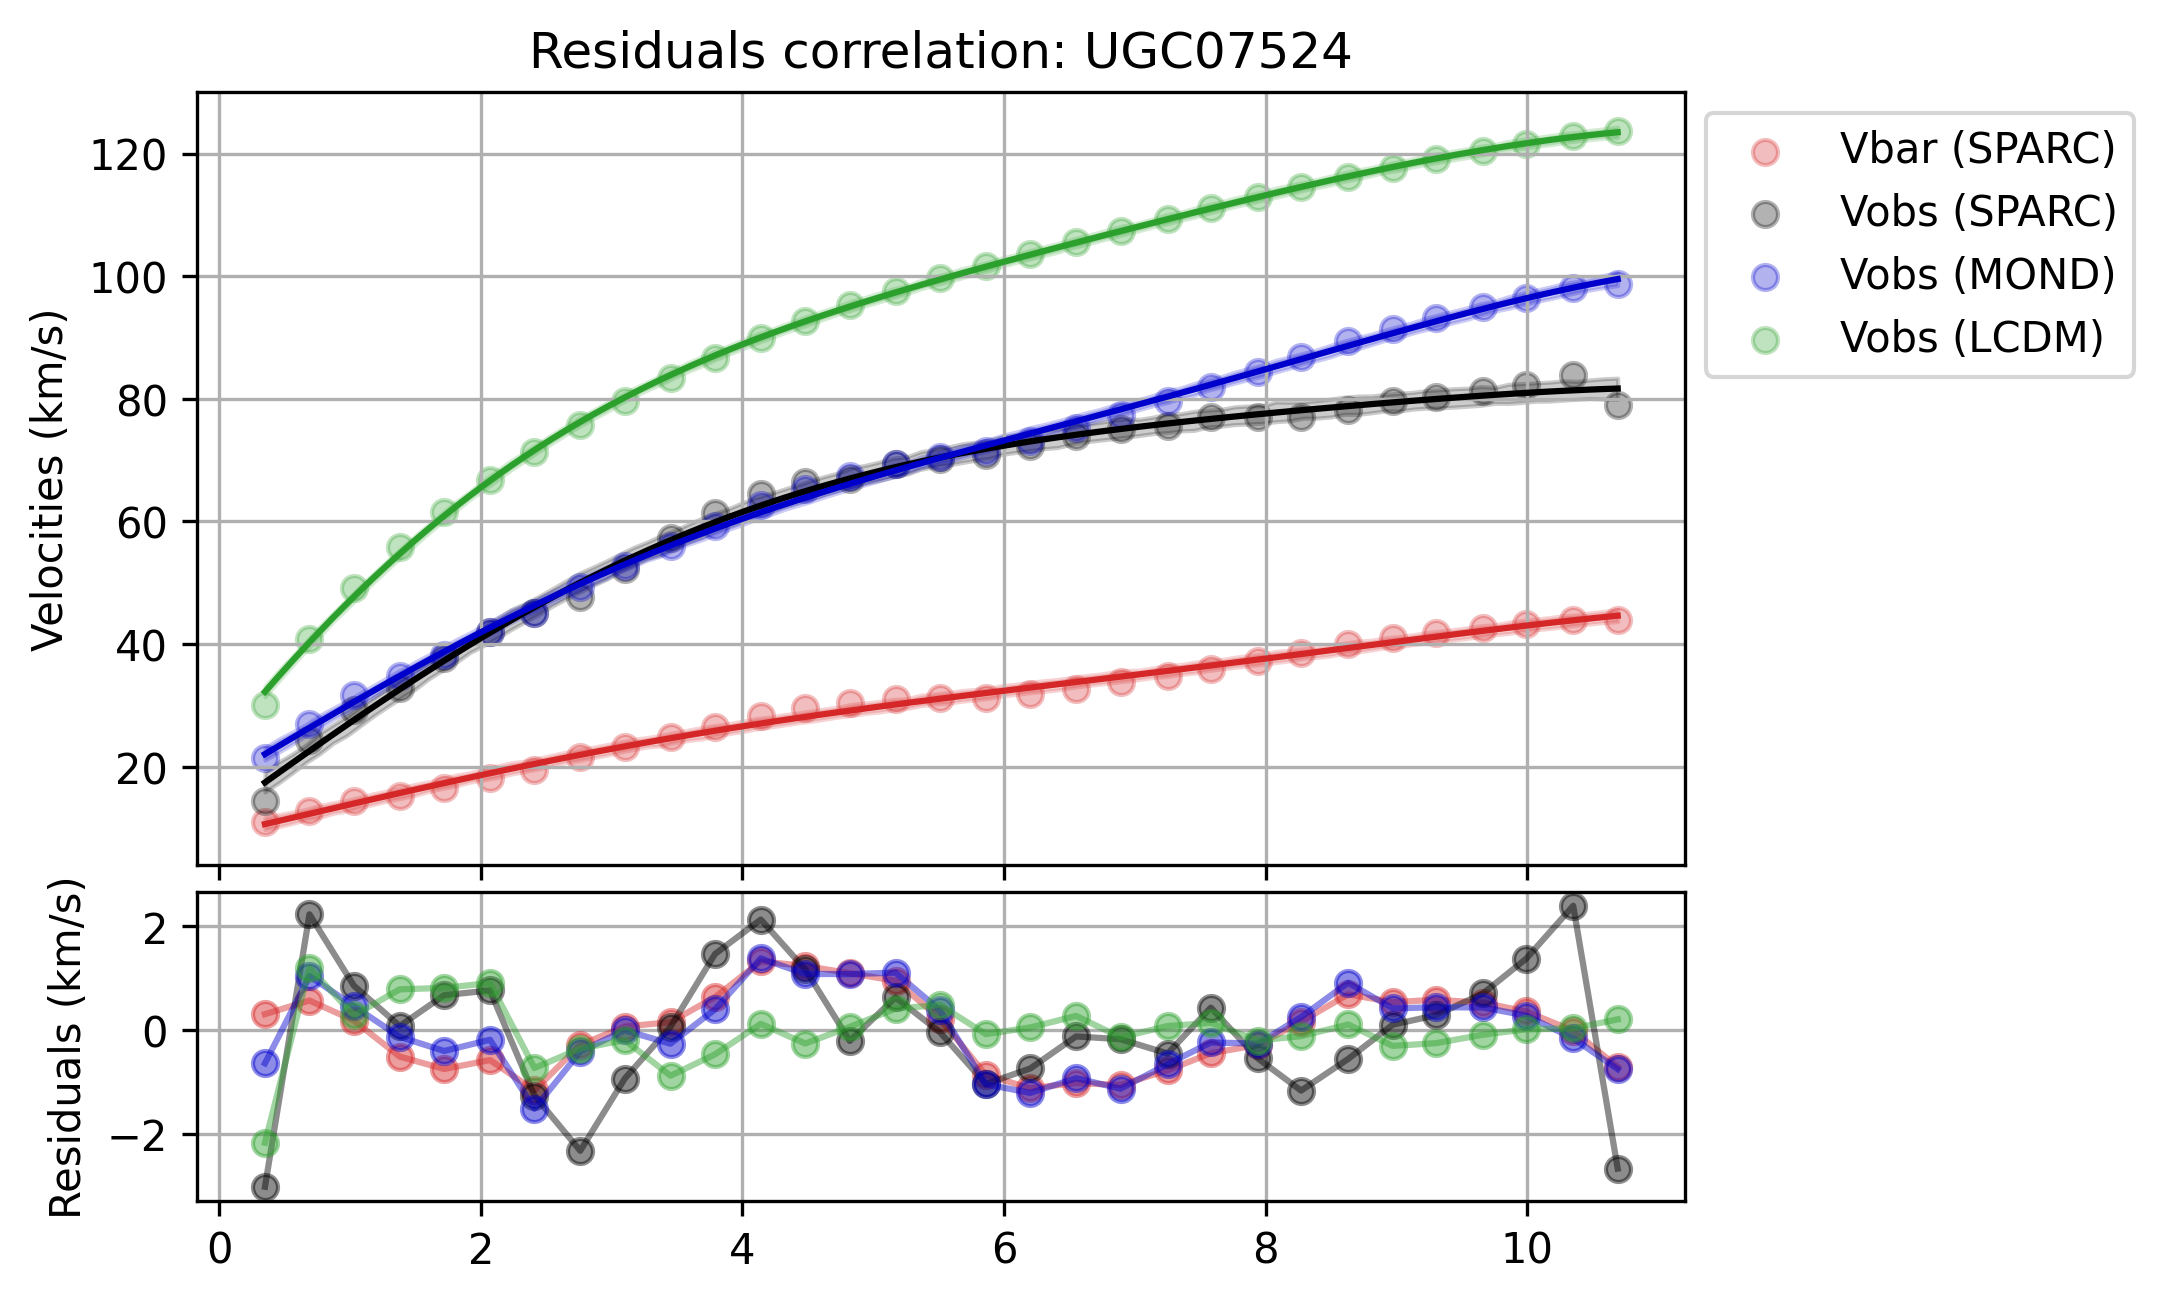 Residuals correlation: UGC07524
Velocities (km/s)
120
100
80
60
40
20
Vbar (SPARC)
Vobs (SPARC)
Vobs (MOND)
Vobs (LCDM)
Residuals (km/s)
2
0
−2
0 2 4 6 8 10